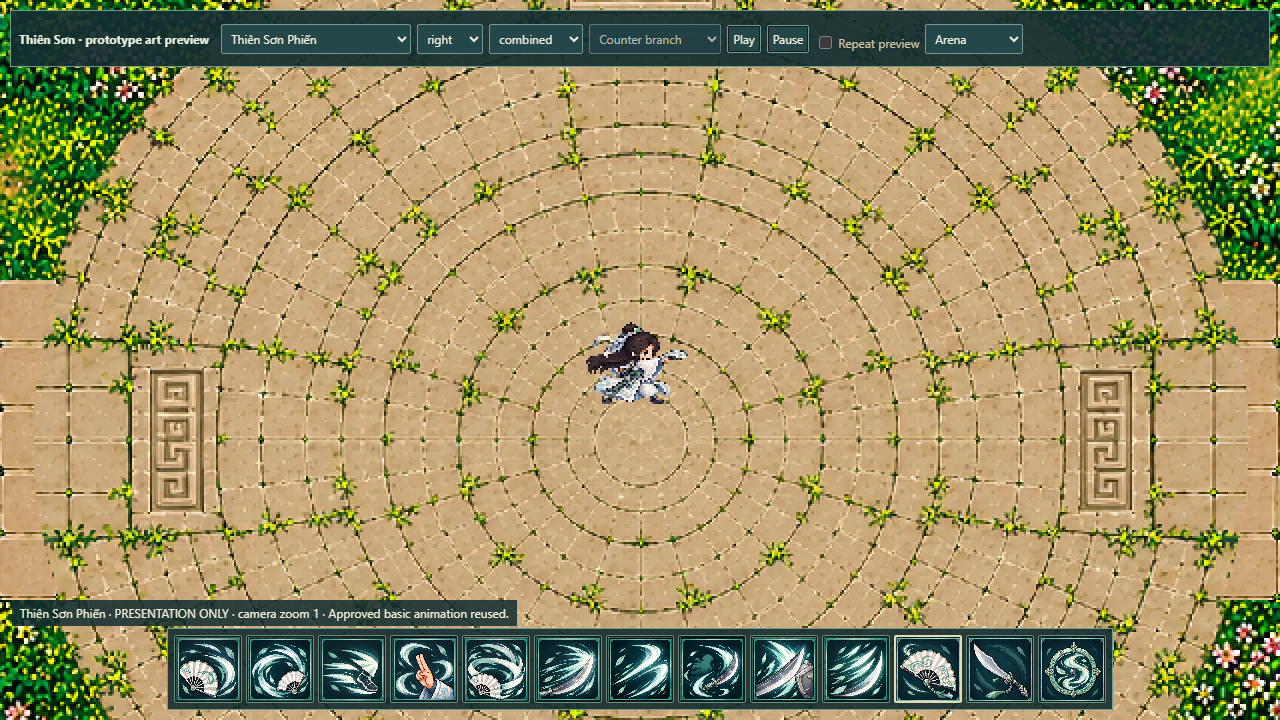 Thiên Sơn · prototype art preview
Thiên Sơn Phiến
right
combined
Counter branch
Play
Pause
Repeat preview
Arena
Thiên Sơn Phiến · PRESENTATION ONLY · camera zoom 1 · Approved basic animation reused.